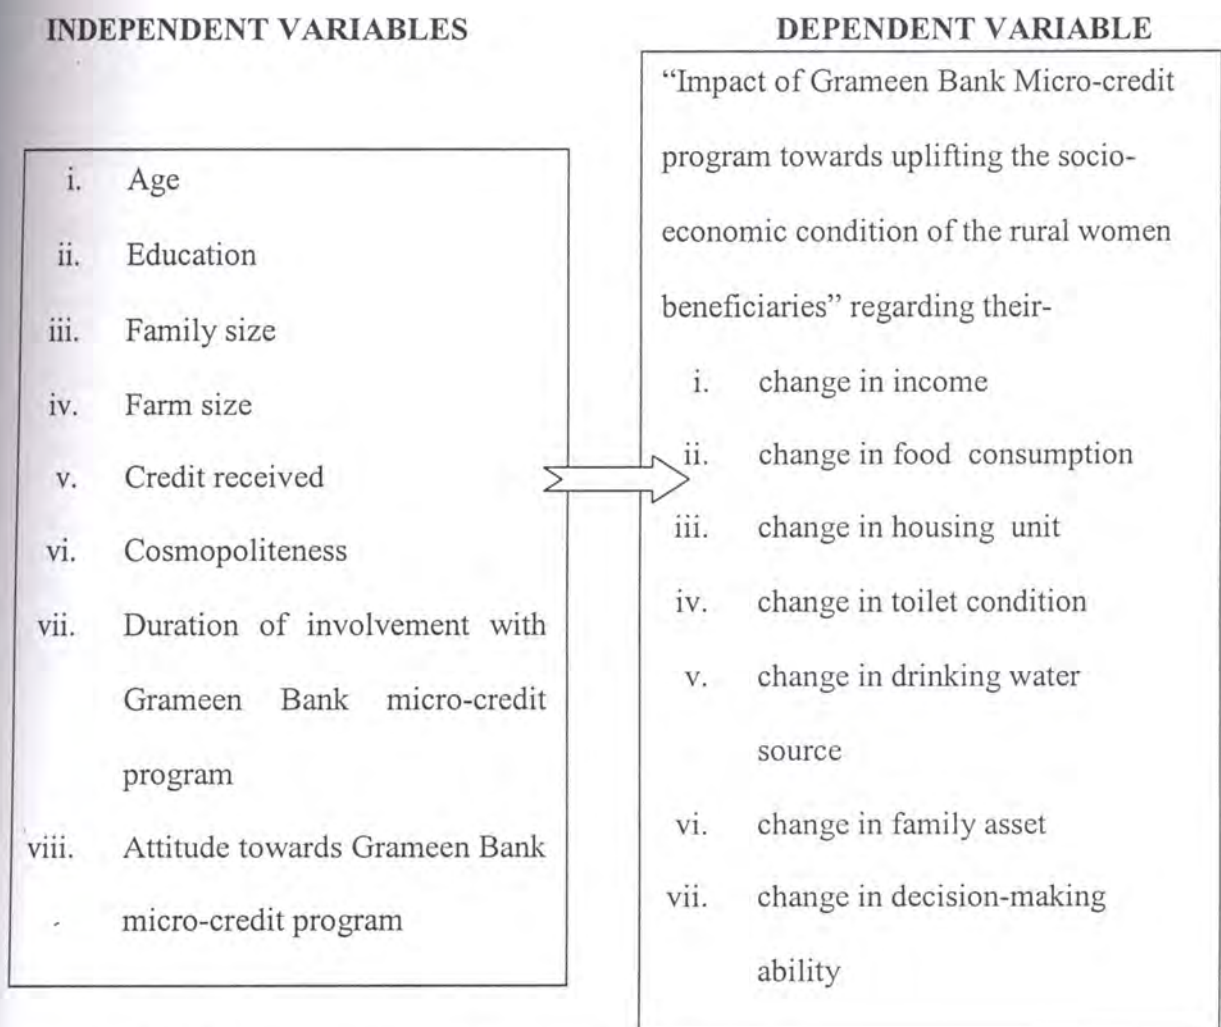 INDEPENDENT VARIABLES
i. Age
ii. Education
iii. Family size
iv. Farm size
v. Credit received
vi. Cosmopoliteness
vii. Duration of involvement with
Grameen Bank micro-credit
program
viii. Attitude towards Grameen Bank
micro-credit program
DEPENDENT VARIABLE
“Impact of Grameen Bank Micro-credit
program towards uplifting the socio-
economic condition of the rural women
beneficiaries” regarding their-
i. change in income
ii. change in food consumption
iii. change in housing unit
iv. change in toilet condition
v. change in drinking water
source
vi. change in family asset
vii. change in decision-making
ability